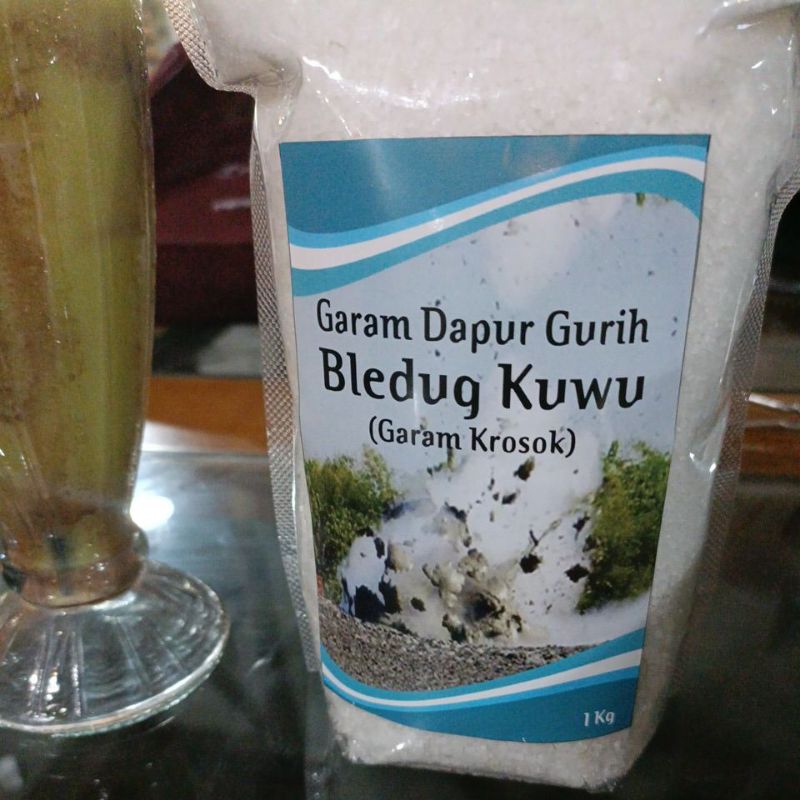 Garam Dapur Gurih
Bledug Kuwu
(Garam Krosok)
1 Kg